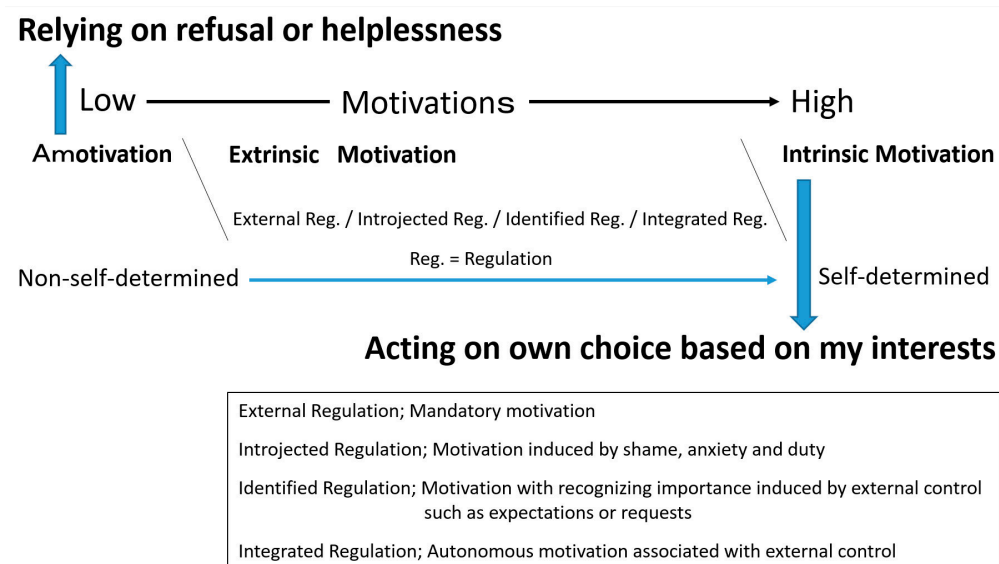 Relying on refusal or helplessness
Low Motivations High
Amotivation Extrinsic Motivation Intrinsic Motivation
External Reg. / Introjected Reg. / Identified Reg. / Integrated Reg.
Reg. = Regulation
Non-self-determined Self-determined
Acting on own choice based on my interests
External Regulation; Mandatory motivation
Introjected Regulation; Motivation induced by shame, anxiety and duty
Identified Regulation; Motivation with recognizing importance induced by external control
such as expectations or requests
Integrated Regulation; Autonomous motivation associated with external control